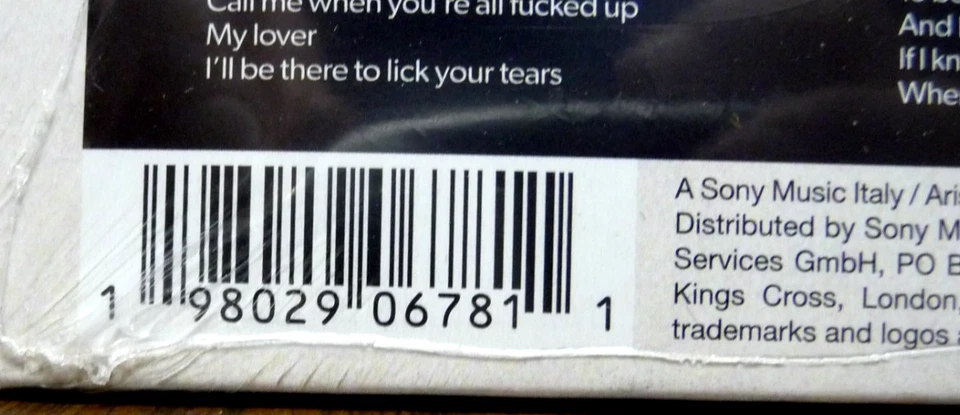 Call me when you're all fucked up
My lover
I'll be there to lick your tears
And
If I
Whe
1 98029 06781 1
A Sony Music Italy / Ari
Distributed by Sony M
Services GmbH, PO B
Kings Cross, London,
trademarks and logos